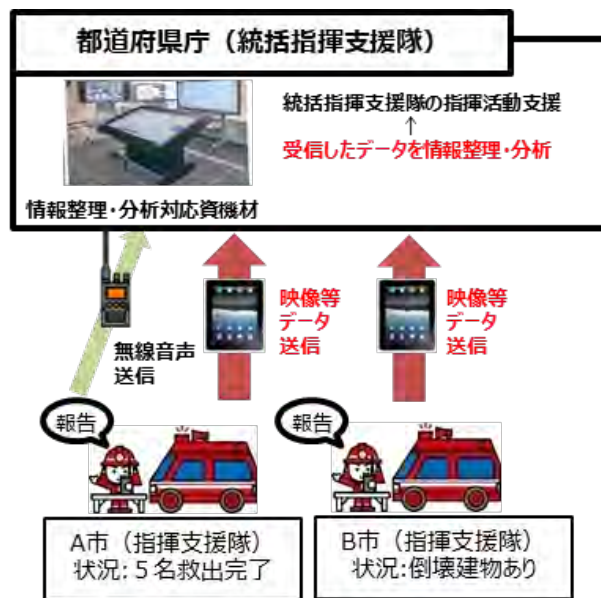 都道府県庁（統括指揮支援隊）
統括指揮支援隊の指揮活動支援
↑
受信したデータを情報整理・分析
情報整理・分析対応資機材
無線音声
送信
映像等
データ
送信
映像等
データ
送信
報告
報告
A市（指揮支援隊）
状況:５名救出完了
B市（指揮支援隊）
状況:倒壊建物あり